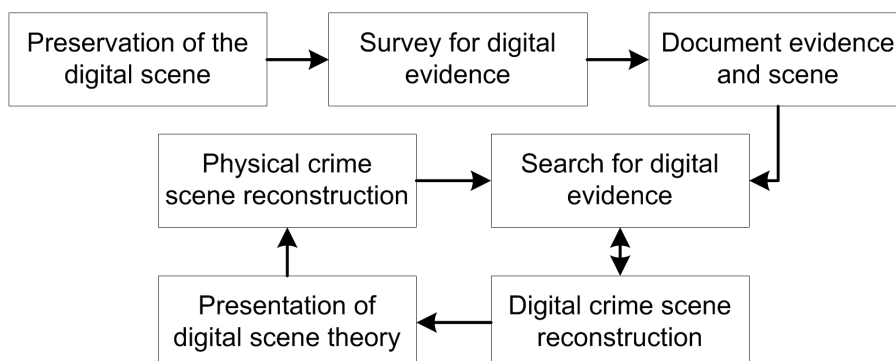 Preservation of the
digital scene
Survey for digital
evidence
Document evidence
and scene
Physical crime
scene reconstruction
Search for digital
evidence
Presentation of
digital scene theory
Digital crime scene
reconstruction